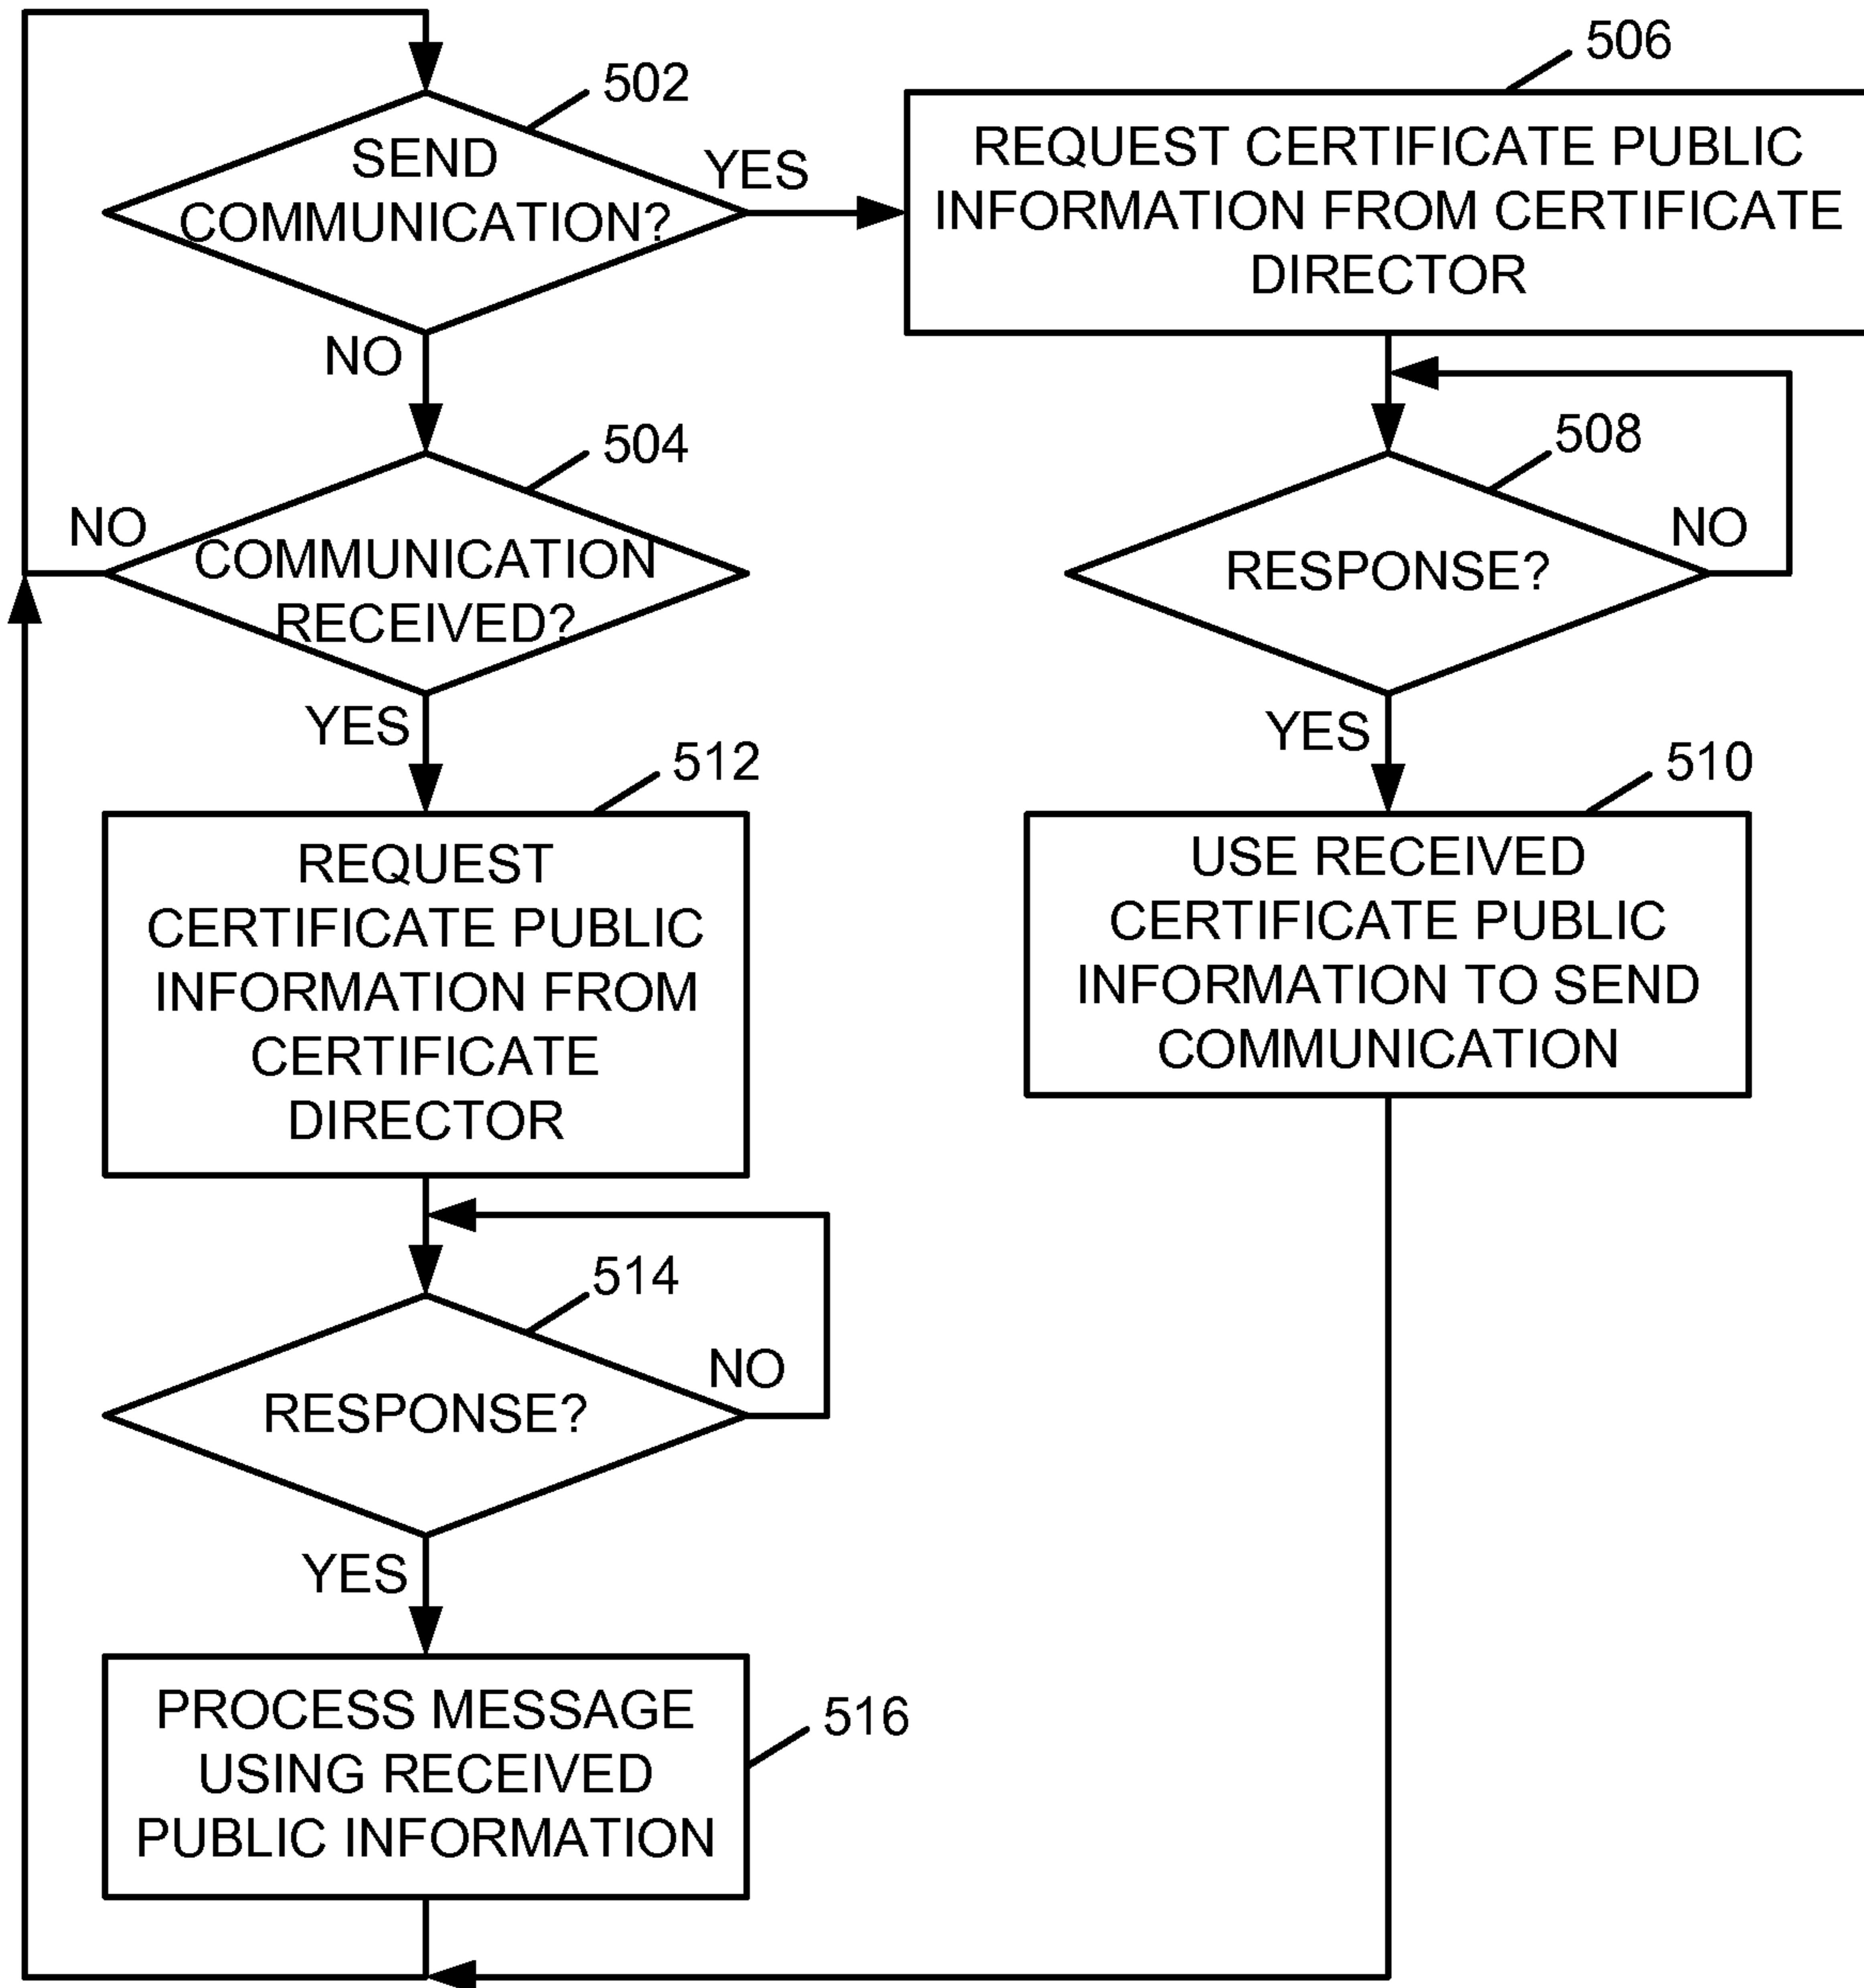 502
SEND
COMMUNICATION?
YES
NO
506
REQUEST CERTIFICATE PUBLIC
INFORMATION FROM CERTIFICATE
DIRECTOR
504
NO
COMMUNICATION
RECEIVED?
YES
508
RESPONSE?
NO
YES
512
REQUEST
CERTIFICATE PUBLIC
INFORMATION FROM
CERTIFICATE
DIRECTOR
510
USE RECEIVED
CERTIFICATE PUBLIC
INFORMATION TO SEND
COMMUNICATION
514
RESPONSE?
NO
YES
PROCESS MESSAGE
USING RECEIVED
PUBLIC INFORMATION
516